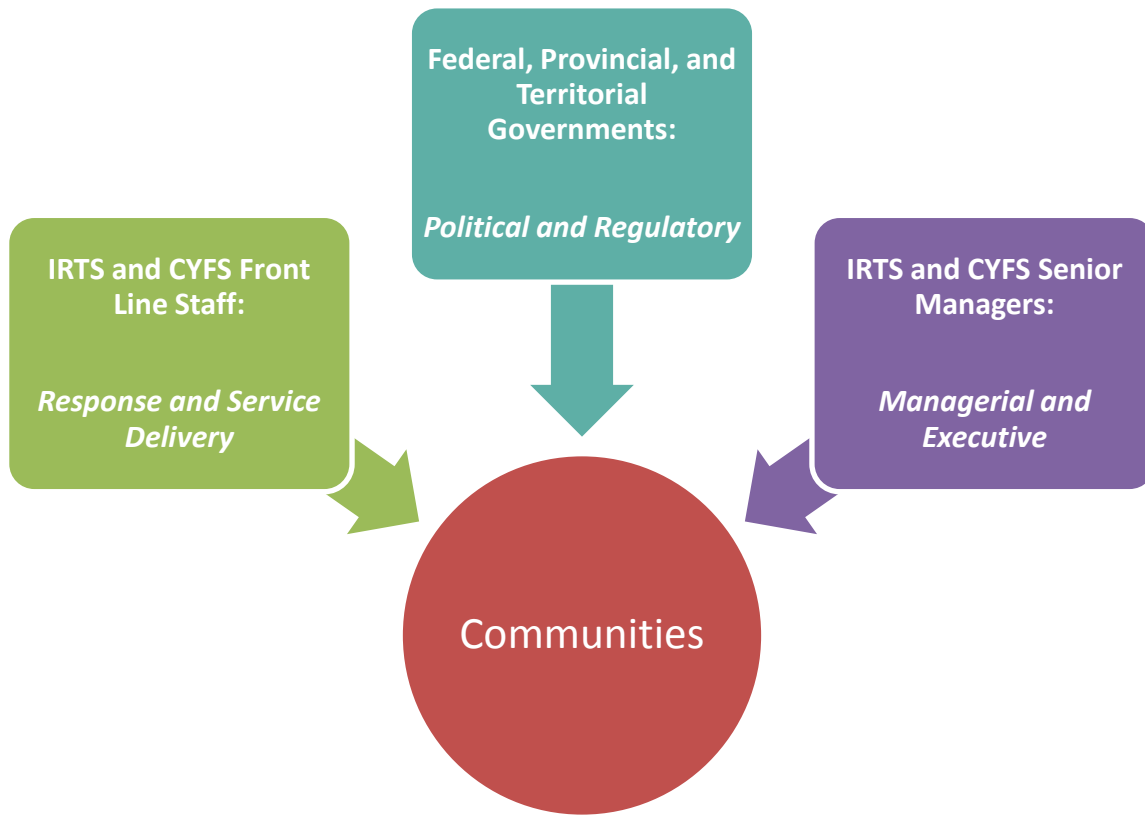 Federal, Provincial, and
Territorial
Governments:
Political and Regulatory
IRTS and CYFS Front
Line Staff:
Response and Service
Delivery
IRTS and CYFS Senior
Managers:
Managerial and
Executive
Communities